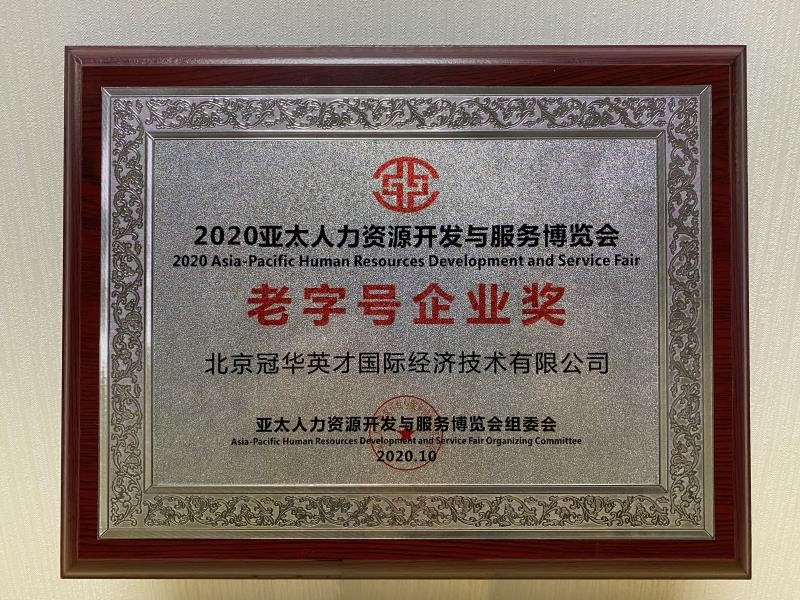 2020亚太人力资源开发与服务博览会
2020 Asia-Pacific Human Resources Development and Service Fair
老字号企业奖
北京冠华英才国际经济技术有限公司
亚太人力资源开发与服务博览会组委会
Asia-Pacific Human Resources Development and Service Fair Organizing Committee
2020.10